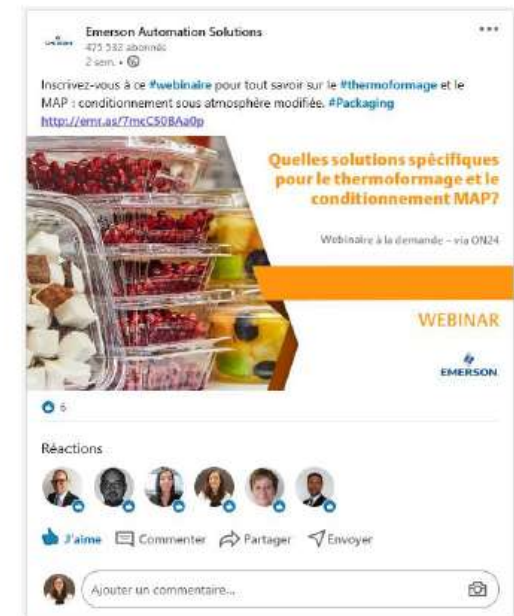 Emerson Automation Solutions
475 582 abonnés
2 sem. •
Inscrivez-vous à ce #webinaire pour tout savoir sur le #thermoformage et le
MAP : conditionnement sous atmosphère modifiée. #Packaging
http://emr.as/7mcC50BAa0p
Quelles solutions spécifiques
pour le thermoformage et le
conditionnement MAP?
Webinaire à la demande – via ON24
WEBINAR
EMERSON
6
Réactions
J'aime Commenter Partager Envoyer
Ajouter un commentaire...